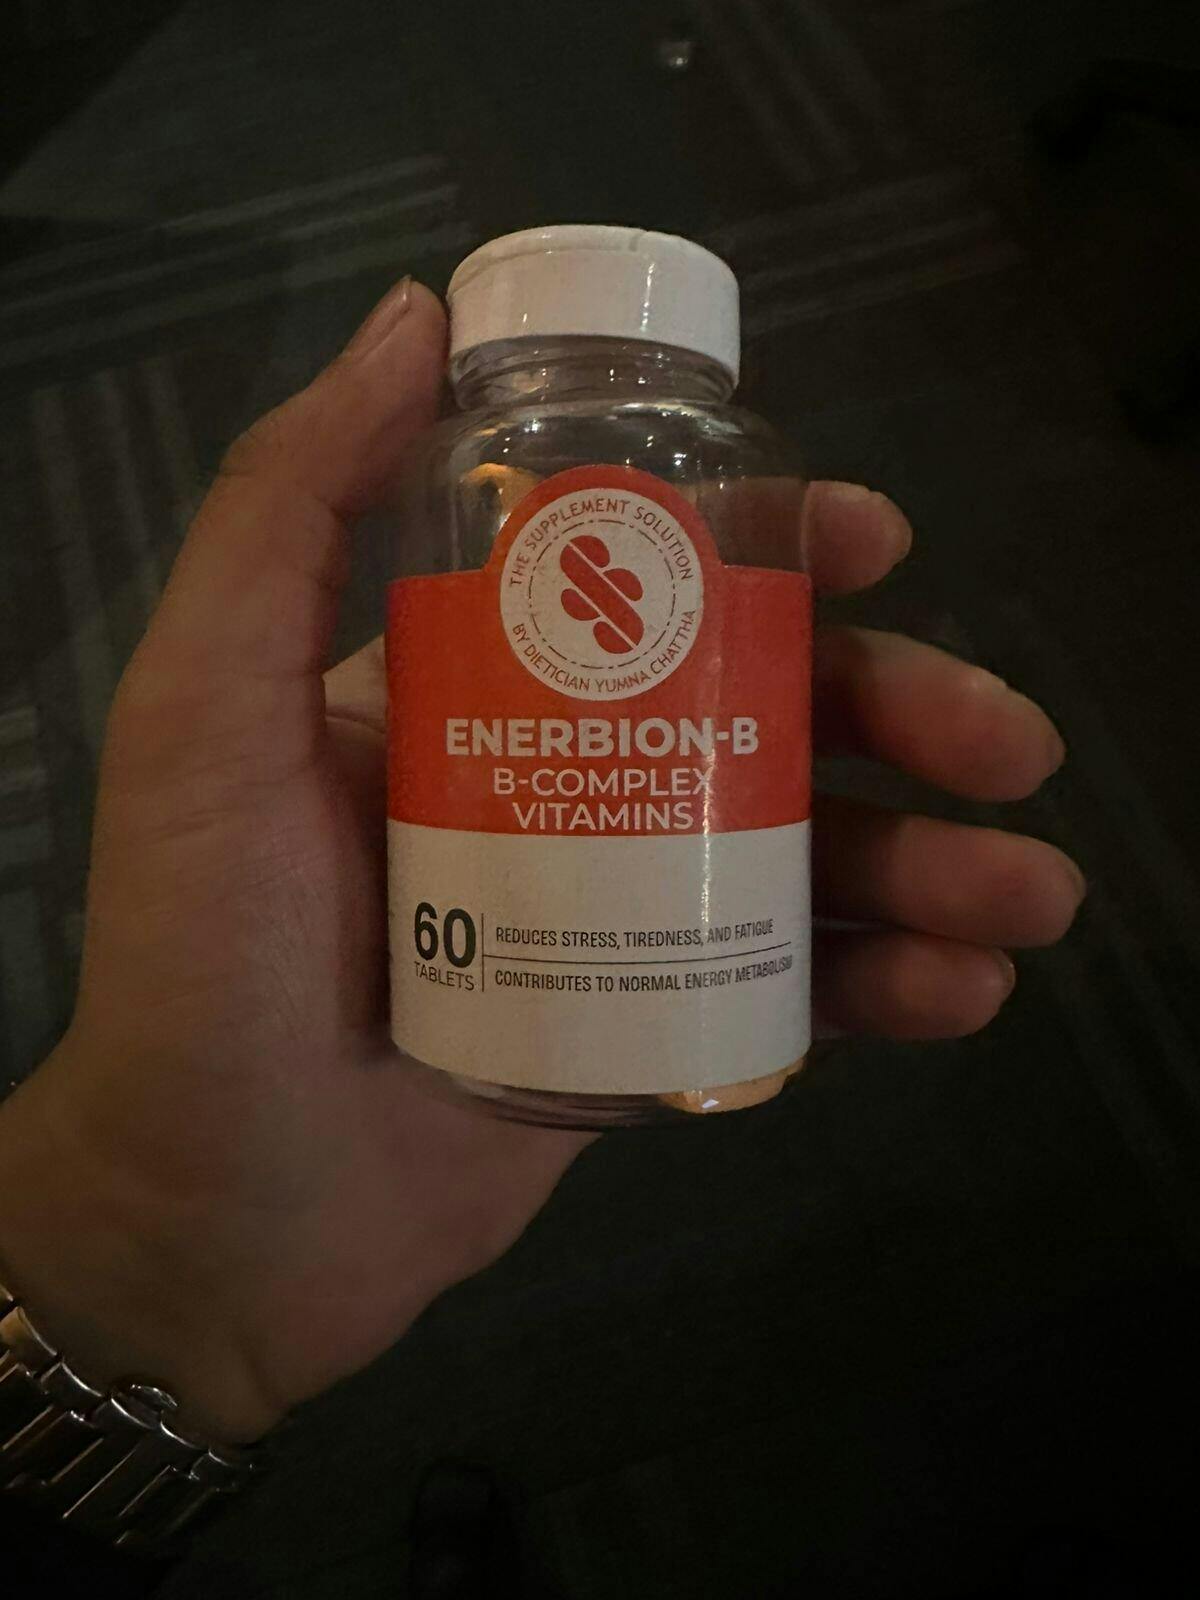 THE SUPPLEMENT SOLUTION
BY DIETICIAN YUMNA CHATTHA
ENERBION-B
B-COMPLEX
VITAMINS
60
TABLETS
REDUCES STRESS, TIREDNESS, AND FATIGUE
CONTRIBUTES TO NORMAL ENERGY METABOLISM